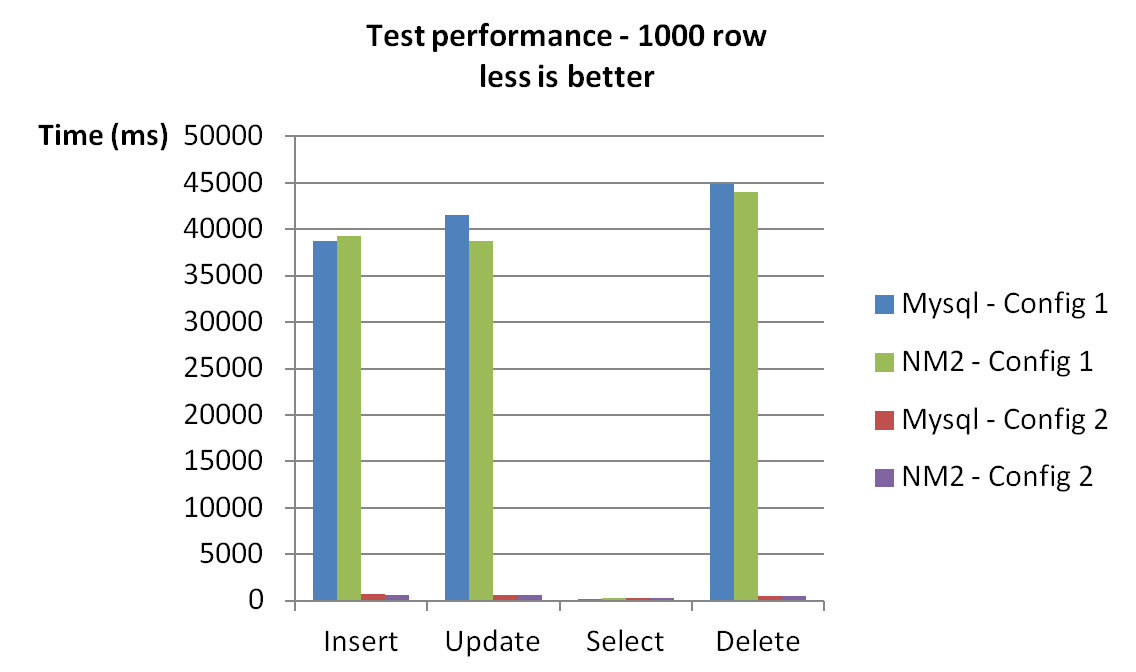 Test performance - 1000 row
less is better
Time (ms)
50000
45000
40000
35000
30000
25000
20000
15000
10000
5000
0
Insert
Update
Select
Delete
Mysql - Config 1
NM2 - Config 1
Mysql - Config 2
NM2 - Config 2